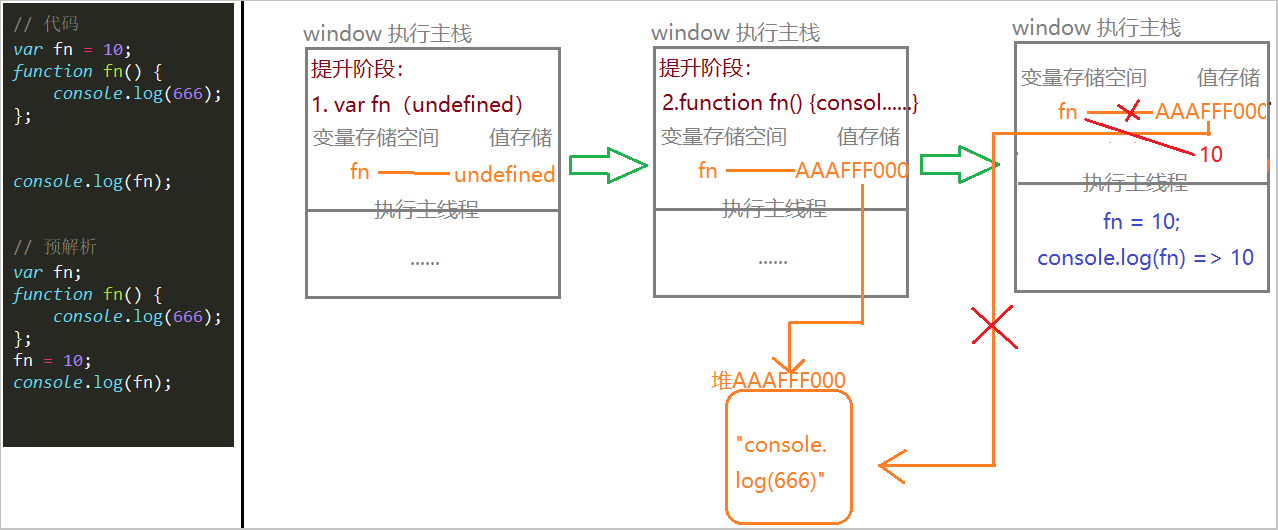 // 代码
var fn = 10;
function fn() {
    console.log(666);
};
console.log(fn);
// 预解析
var fn;
function fn() {
    console.log(666);
};
fn = 10;
console.log(fn);
window 执行主栈
提升阶段：
1. var fn（undefined）
变量存储空间 值存储
fn undefined
执行主线程
......
window 执行主栈
提升阶段：
2.function fn() {consol......}
变量存储空间 值存储
fn AAAFFF000
执行主线程
......
堆AAAFFF000
"console.
log(666)"
window 执行主栈
变量存储空间 值存储
fn AAAFFF000
10
执行主线程
fn = 10;
console.log(fn) => 10